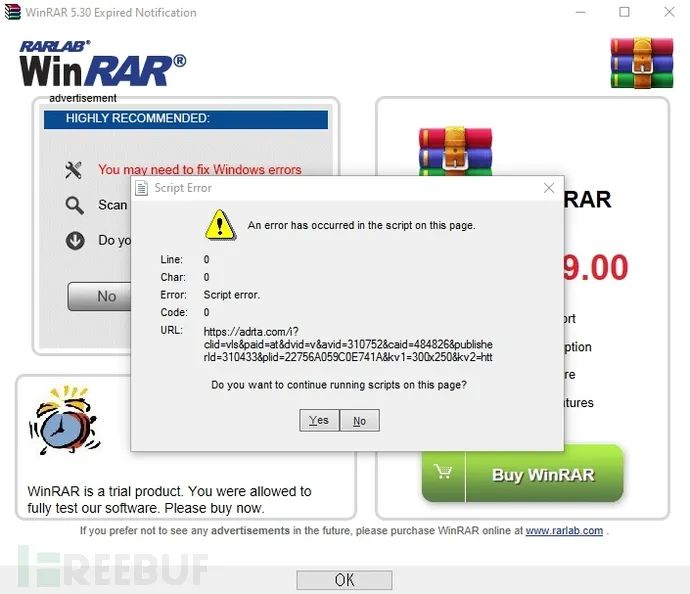 WinRAR 5.30 Expired Notification
RARLAB®
WinRAR®
advertisement
HIGHLY RECOMMENDED:
You may need to fix Windows errors
Scan
Do yo
No
Script Error
An error has occurred in the script on this page.
Line: 0
Char: 0
Error: Script error.
Code: 0
URL: https://adrta.com/i?
clid=vls&paid=at&dvid=v&avid=310752&caid=484826&publishe
rId=310433&plid=22756A059C0E741A&kv1=300x250&kv2=htt
Do you want to continue running scripts on this page?
Yes
No
RAR
9.00
ort
ption
re
atures
Buy WinRAR
WinRAR is a trial product. You were allowed to
fully test our software. Please buy now.
If you prefer not to see any advertisements in the future, please purchase WinRAR online at www.rarlab.com .
OK
FREEBUF